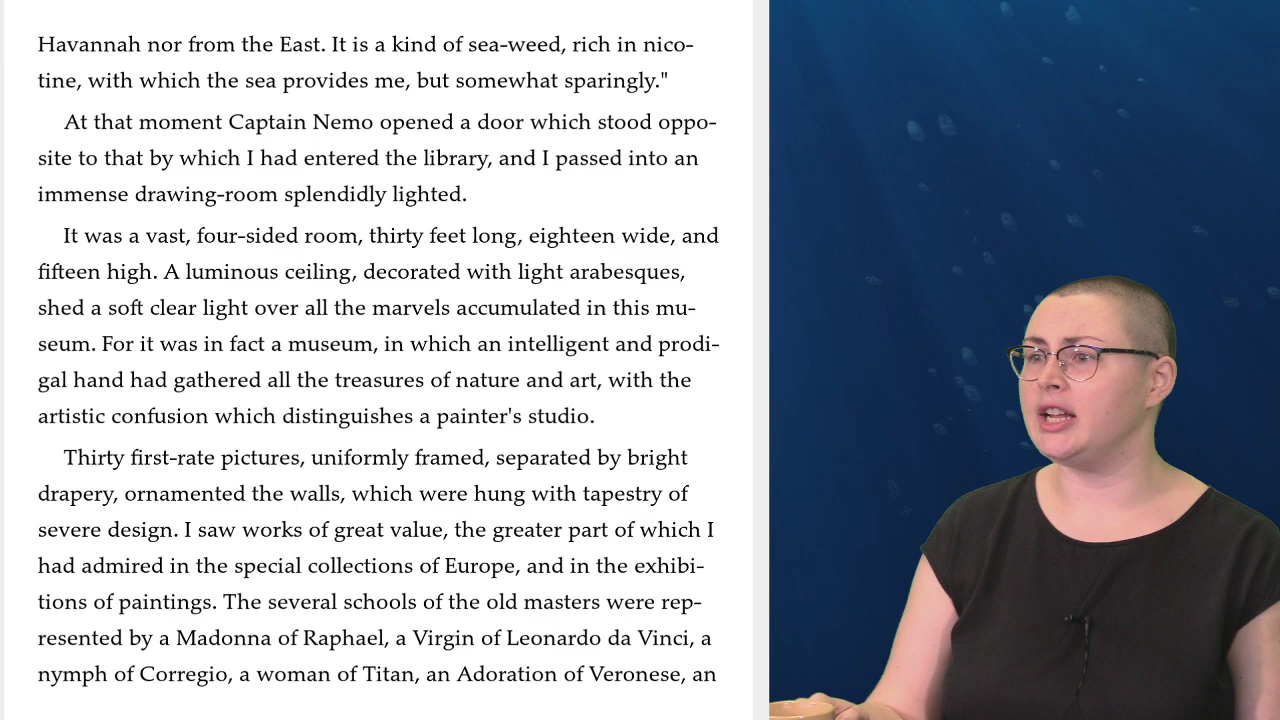 Havannah nor from the East. It is a kind of sea-weed, rich in nico-
tine, with which the sea provides me, but somewhat sparingly."
At that moment Captain Nemo opened a door which stood oppo-
site to that by which I had entered the library, and I passed into an
immense drawing-room splendidly lighted.
It was a vast, four-sided room, thirty feet long, eighteen wide, and
fifteen high. A luminous ceiling, decorated with light arabesques,
shed a soft clear light over all the marvels accumulated in this mu-
seum. For it was in fact a museum, in which an intelligent and prodi-
gal hand had gathered all the treasures of nature and art, with the
artistic confusion which distinguishes a painter's studio.
Thirty first-rate pictures, uniformly framed, separated by bright
drapery, ornamented the walls, which were hung with tapestry of
severe design. I saw works of great value, the greater part of which I
had admired in the special collections of Europe, and in the exhibi-
tions of paintings. The several schools of the old masters were rep-
resented by a Madonna of Raphael, a Virgin of Leonardo da Vinci, a
nymph of Corregio, a woman of Titan, an Adoration of Veronese, an